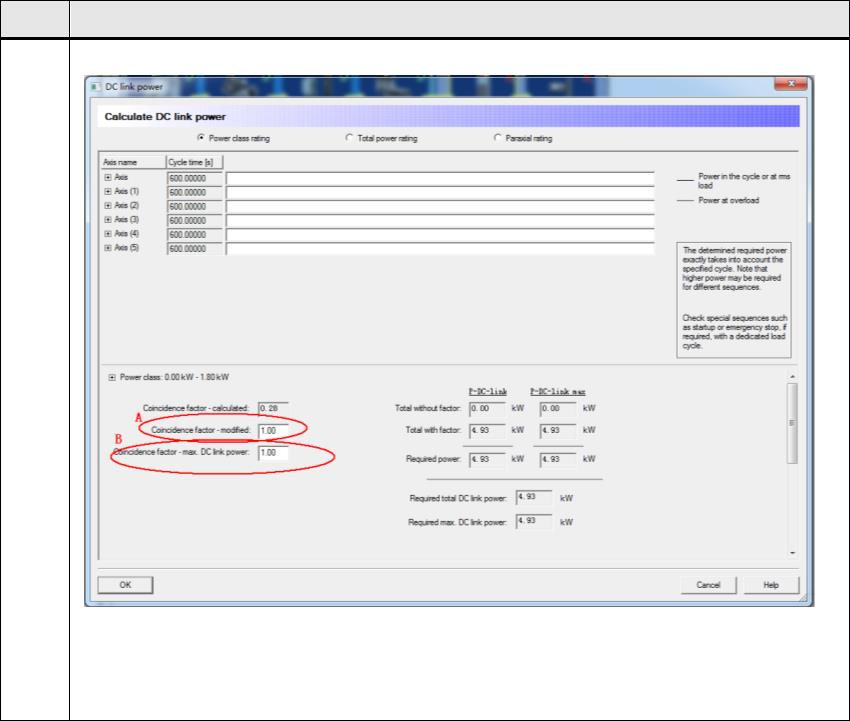 DC link power
Calculate DC link power
Power class rating Total power rating Paraxial rating
Axis name Cycle time [s]
Axis 600.00000
Axis (1) 600.00000
Axis (2) 600.00000
Axis (3) 600.00000
Axis (4) 600.00000
Axis (5) 600.00000
Power in the cycle or at rms
load
Power at overload
The determined required power
exactly takes into account the
specified cycle. Note that
higher power may be required
for different sequences.
Check special sequences such
as startup or emergency stop, if
required, with a dedicated load
cycle.
Power class: 0.00 kW - 1.80 kW
P-DC-link P-DC-link max
Coincidence factor - calculated: 0.28 Total without factor: 0.00 kW 0.00 kW
A
Coincidence factor - modified: 1.00 Total with factor: 4.93 kW 4.93 kW
B
Coincidence factor - max. DC link power: 1.00 Required power: 4.93 kW 4.93 kW
Required total DC link power: 4.93 kW
Required max. DC link power: 4.93 kW
OK Cancel Help